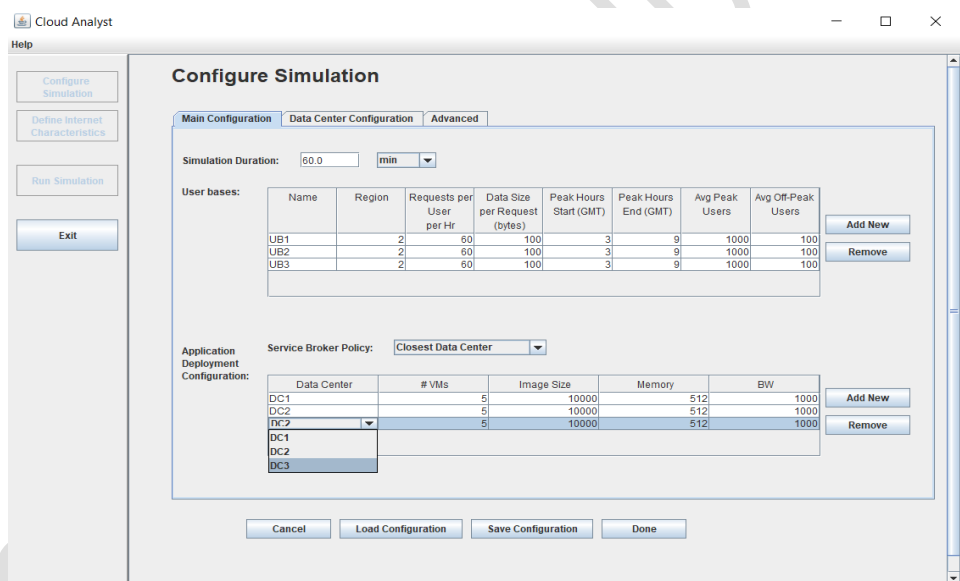 Cloud Analyst
Help
Configure
Simulation
Define Internet
Characteristics
Run Simulation
Exit
Configure Simulation
Main Configuration Data Center Configuration Advanced
Simulation Duration: 60.0 min
User bases:
Name Region Requests per User per Hr Data Size per Request (bytes) Peak Hours Start (GMT) Peak Hours End (GMT) Avg Peak Users Avg Off-Peak Users
UB1 2 60 100 3 9 1000 100
UB2 2 60 100 3 9 1000 100
UB3 2 60 100 3 9 1000 100
Add New
Remove
Application
Deployment
Configuration:
Service Broker Policy: Closest Data Center
Data Center # VMs Image Size Memory BW
DC1 5 10000 512 1000
DC2 5 10000 512 1000
DC2 5 10000 512 1000
DC1
DC2
DC3
Add New
Remove
Cancel Load Configuration Save Configuration Done